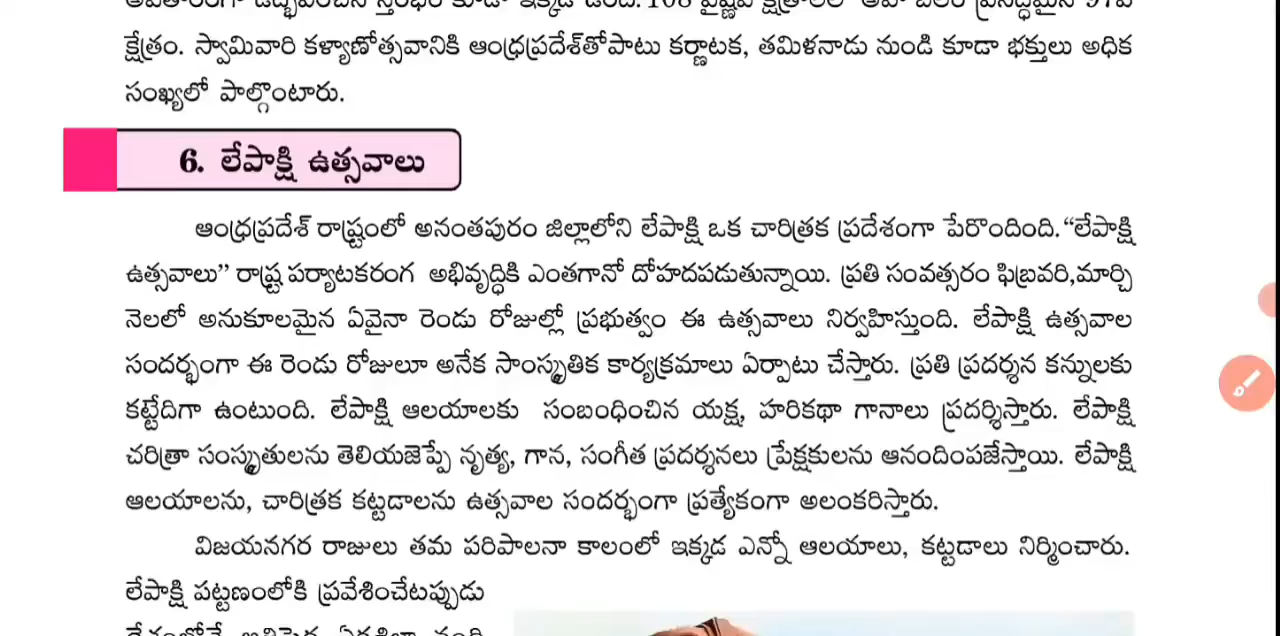 క్షేత్రం. స్వామివారి కళ్యాణోత్సవానికి ఆంధ్రప్రదేశ్‌తోపాటు కర్ణాటక, తమిళనాడు నుండి కూడా భక్తులు అధిక
సంఖ్యలో పాల్గొంటారు.
6. లేపాక్షి ఉత్సవాలు
ఆంధ్రప్రదేశ్ రాష్ట్రంలో అనంతపురం జిల్లాలోని లేపాక్షి ఒక చారిత్రక ప్రదేశంగా పేరొందింది. “లేపాక్షి
ఉత్సవాలు” రాష్ట్ర పర్యాటకరంగ అభివృద్ధికి ఎంతగానో దోహదపడుతున్నాయి. ప్రతి సంవత్సరం ఫిబ్రవరి,మార్చి
నెలలో అనుకూలమైన ఏవైనా రెండు రోజుల్లో ప్రభుత్వం ఈ ఉత్సవాలు నిర్వహిస్తుంది. లేపాక్షి ఉత్సవాల
సందర్భంగా ఈ రెండు రోజులూ అనేక సాంస్కృతిక కార్యక్రమాలు ఏర్పాటు చేస్తారు. ప్రతి ప్రదర్శన కన్నులకు
కట్టేదిగా ఉంటుంది. లేపాక్షి ఆలయాలకు సంబంధించిన యక్ష, హరికథా గానాలు ప్రదర్శిస్తారు. లేపాక్షి
చరిత్రా సంస్కృతులను తెలియజెప్పే నృత్య, గాన, సంగీత ప్రదర్శనలు ప్రేక్షకులను ఆనందింపజేస్తాయి. లేపాక్షి
ఆలయాలను, చారిత్రక కట్టడాలను ఉత్సవాల సందర్భంగా ప్రత్యేకంగా అలంకరిస్తారు.
విజయనగర రాజులు తమ పరిపాలనా కాలంలో ఇక్కడ ఎన్నో ఆలయాలు, కట్టడాలు నిర్మించారు.
లేపాక్షి పట్టణంలోకి ప్రవేశించేటప్పుడు